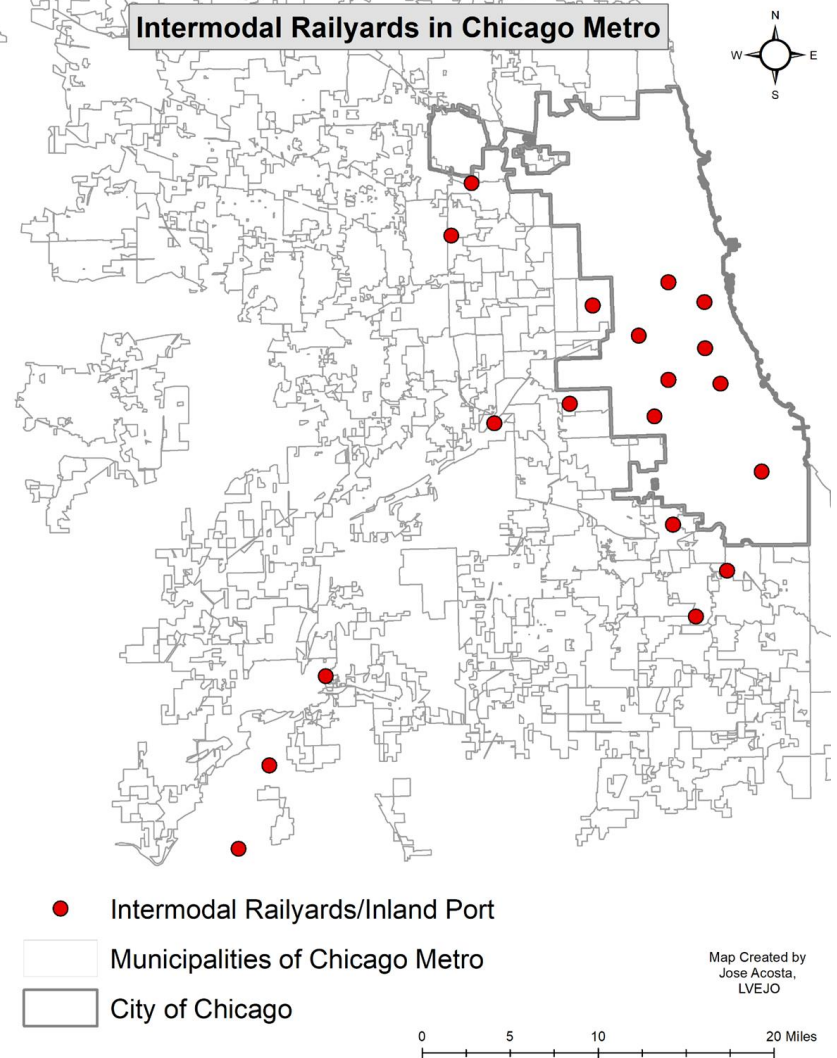 Intermodal Railyards in Chicago Metro
N
W E
S
Intermodal Railyards/Inland Port
Municipalities of Chicago Metro
City of Chicago
Map Created by
Jose Acosta,
LVEJO
0 5 10 20 Miles